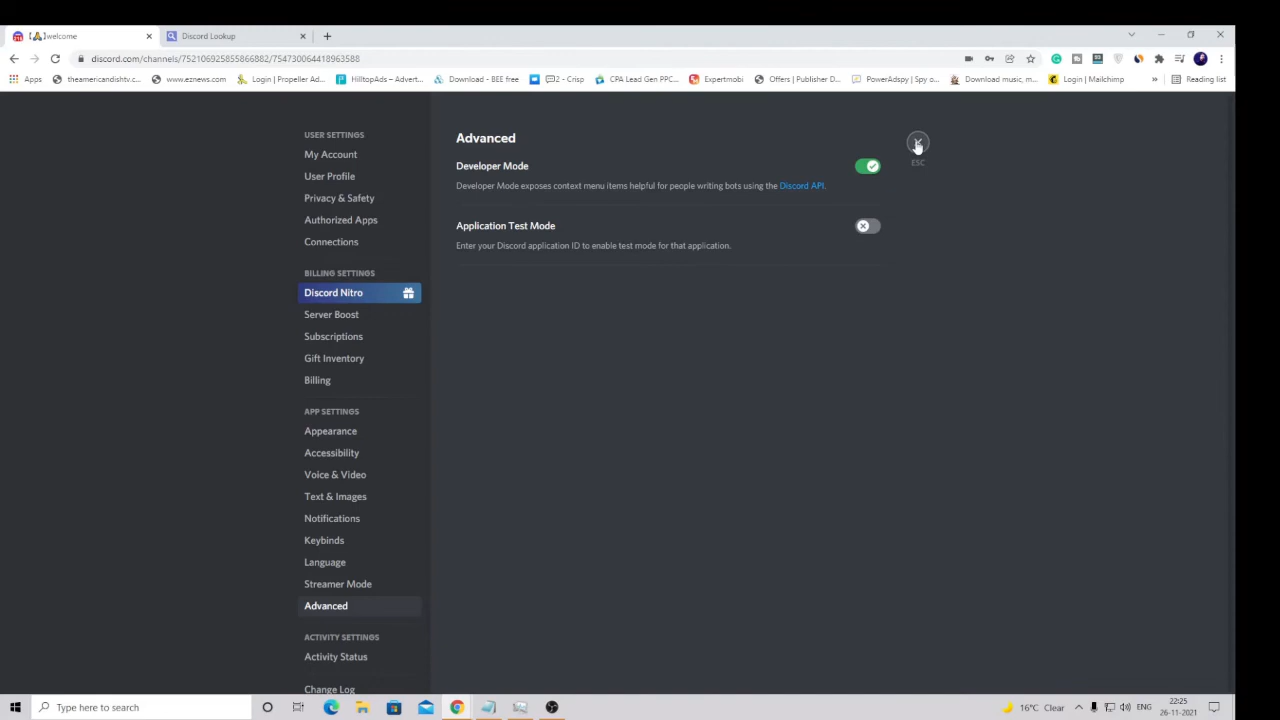 [🙏]welcome
Discord Lookup
discord.com/channels/752106925855866882/754730064418963588
Apps
theamericandishtv.c...
www.eznews.com
Login | Propeller Ad...
HilltopAds – Advert...
Download - BEE free
2 - Crisp
CPA Lead Gen PPC...
Expertmobi
Offers | Publisher D...
PowerAdspy | Spy o...
Download music, m...
Login | Mailchimp
»
Reading list
USER SETTINGS
My Account
User Profile
Privacy & Safety
Authorized Apps
Connections
BILLING SETTINGS
Discord Nitro
Server Boost
Subscriptions
Gift Inventory
Billing
APP SETTINGS
Appearance
Accessibility
Voice & Video
Text & Images
Notifications
Keybinds
Language
Streamer Mode
Advanced
ACTIVITY SETTINGS
Activity Status
Change Log
Advanced
Developer Mode
Developer Mode exposes context menu items helpful for people writing bots using the Discord API.
Application Test Mode
Enter your Discord application ID to enable test mode for that application.
ESC
Type here to search
16°C Clear
ENG
22:25
26-11-2021